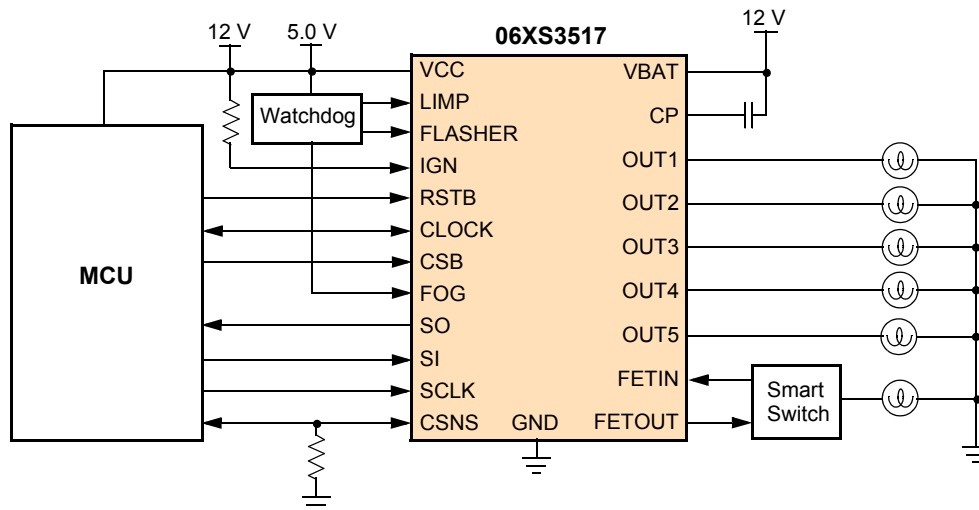 12 V
5.0 V
06XS3517
12 V
VCC
VBAT
Watchdog
LIMP
CP
FLASHER
IGN
OUT1
RSTB
OUT2
CLOCK
MCU
CSB
OUT3
FOG
OUT4
SO
OUT5
SI
SCLK
FETIN
Smart
Switch
CSNS
GND
FETOUT